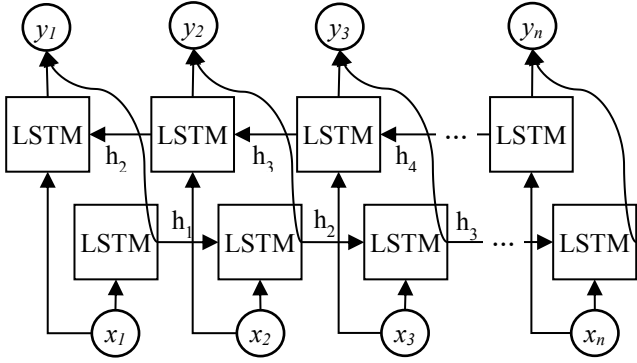 y1 y2 y3 yn
LSTM LSTM LSTM ... LSTM
h2 h3 h4
LSTM h1 LSTM h2 LSTM h3 ... LSTM
x1 x2 x3 xn